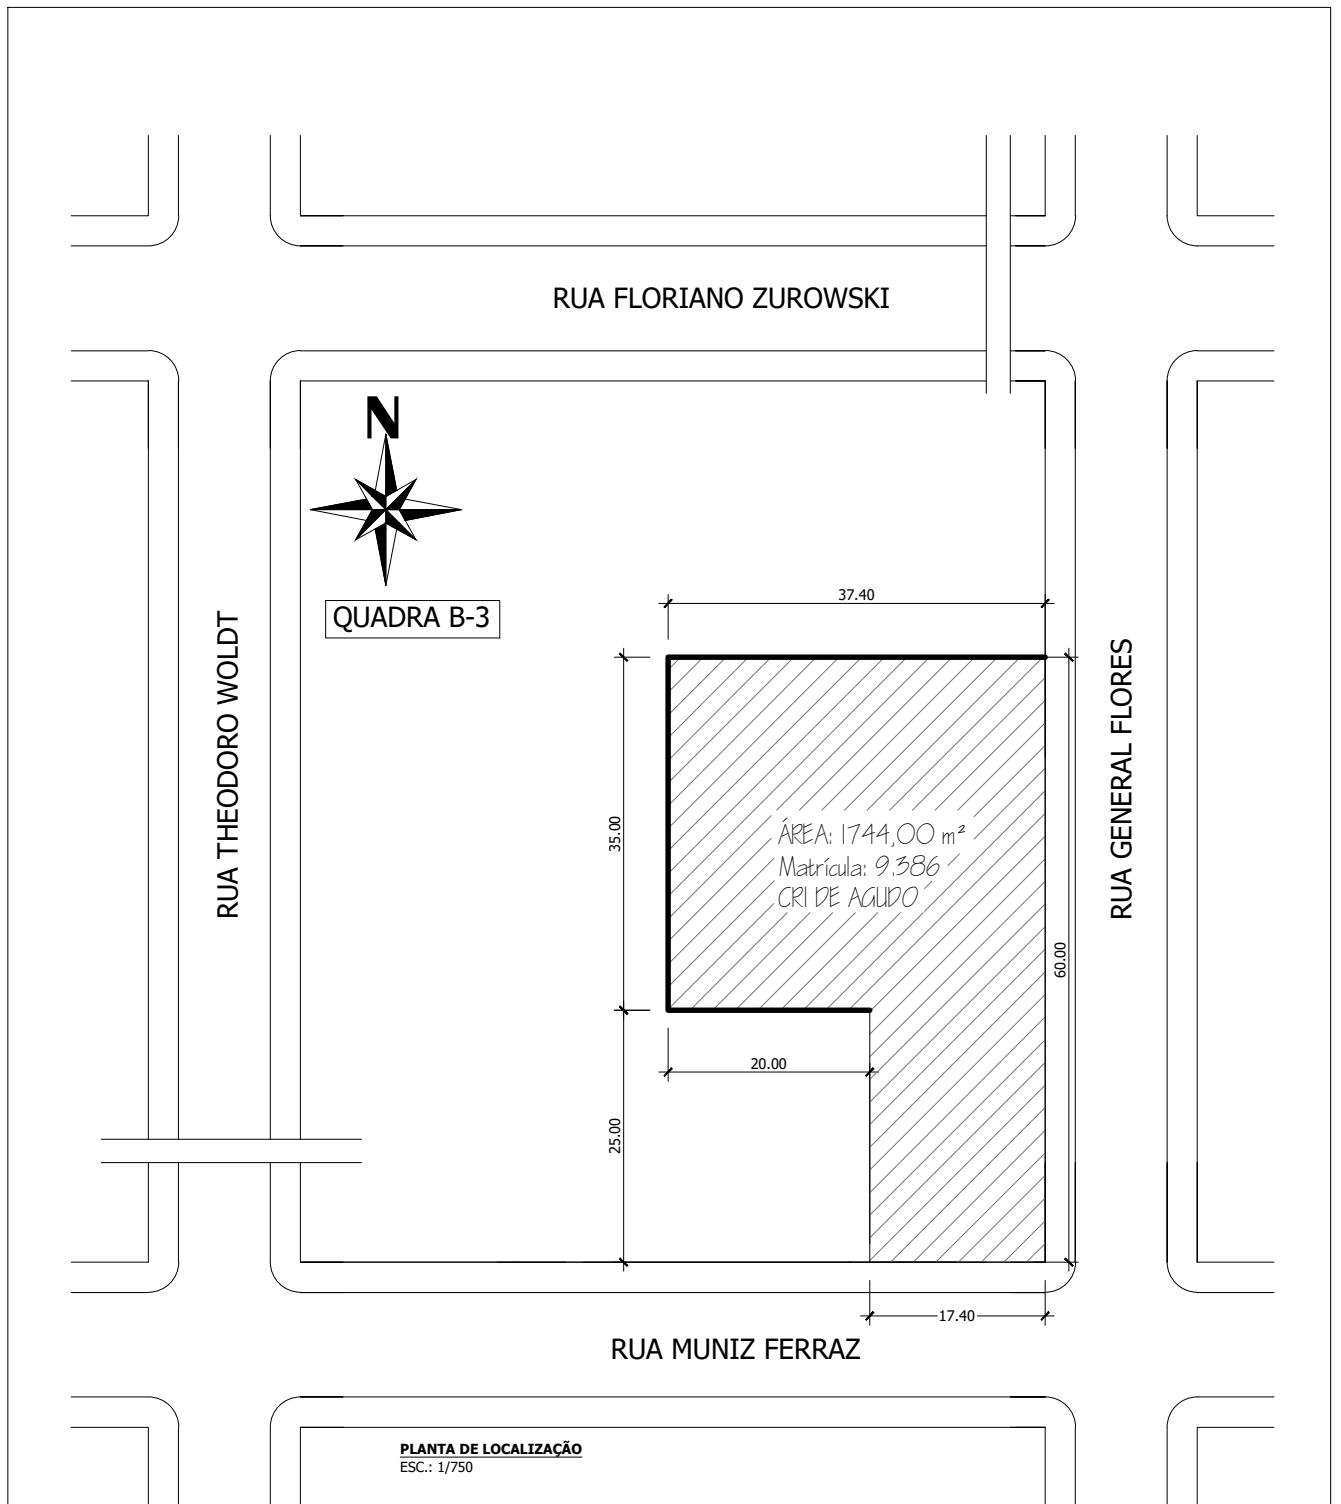 RUA FLORIANO ZUROWSKI
N
QUADRA B-3
RUA THEODORO WOLDT
37.40
35.00
ÁREA: 1744,00 m²
Matrícula: 9.386
CRI DE AGUDO
60.00
RUA GENERAL FLORES
20.00
25.00
17.40
RUA MUNIZ FERRAZ
PLANTA DE LOCALIZAÇÃO
ESC.: 1/750